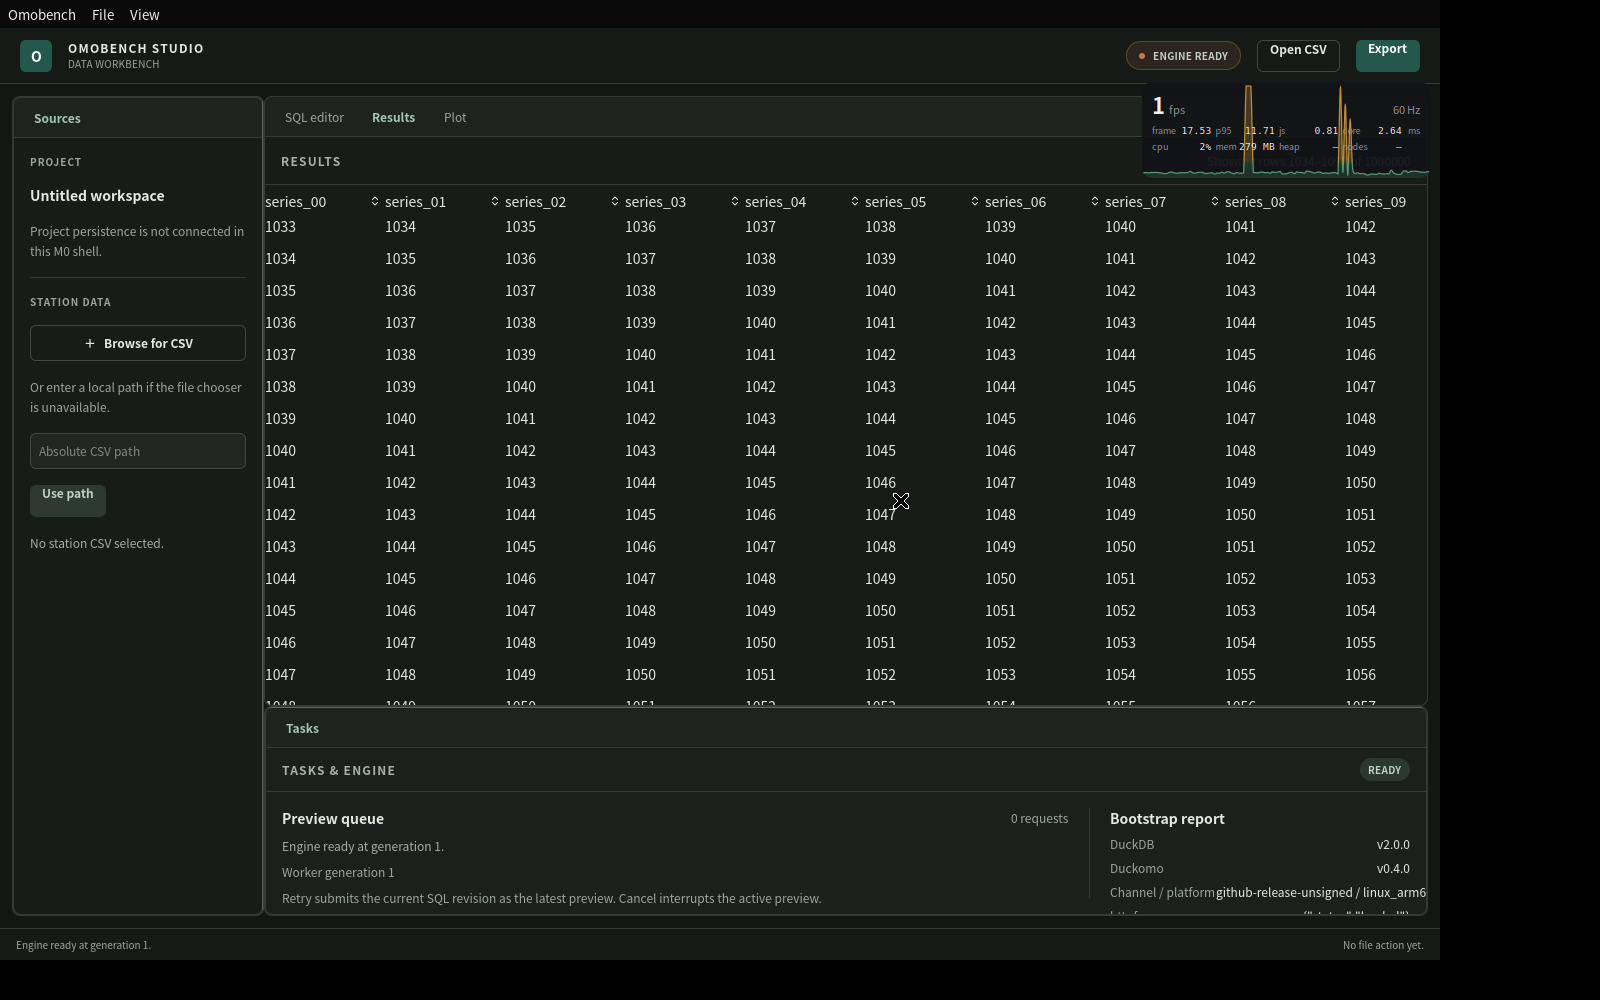 Omobench File View
O
OMOBENCH STUDIO
DATA WORKBENCH
ENGINE READY
Open CSV
Export
Sources
PROJECT
Untitled workspace
Project persistence is not connected in
this M0 shell.
STATION DATA
+ Browse for CSV
Or enter a local path if the file chooser
is unavailable.
Absolute CSV path
Use path
No station CSV selected.
SQL editor Results Plot
1 fps 60 Hz
frame 17.53 p95 11.71 js 0.81 core 2.64 ms
cpu 2% mem 279 MB heap — nodes —
RESULTS
series_00 series_01 series_02 series_03 series_04 series_05 series_06 series_07 series_08 series_09
1033 1034 1035 1036 1037 1038 1039 1040 1041 1042
1034 1035 1036 1037 1038 1039 1040 1041 1042 1043
1035 1036 1037 1038 1039 1040 1041 1042 1043 1044
1036 1037 1038 1039 1040 1041 1042 1043 1044 1045
1037 1038 1039 1040 1041 1042 1043 1044 1045 1046
1038 1039 1040 1041 1042 1043 1044 1045 1046 1047
1039 1040 1041 1042 1043 1044 1045 1046 1047 1048
1040 1041 1042 1043 1044 1045 1046 1047 1048 1049
1041 1042 1043 1044 1045 1046 1047 1048 1049 1050
1042 1043 1044 1045 1046 1047 1048 1049 1050 1051
1043 1044 1045 1046 1047 1048 1049 1050 1051 1052
1044 1045 1046 1047 1048 1049 1050 1051 1052 1053
1045 1046 1047 1048 1049 1050 1051 1052 1053 1054
1046 1047 1048 1049 1050 1051 1052 1053 1054 1055
1047 1048 1049 1050 1051 1052 1053 1054 1055 1056
1048 1049 1050 1051 1052 1053 1054 1055 1056 1057
Tasks
TASKS & ENGINE
READY
Preview queue
0 requests
Engine ready at generation 1.
Worker generation 1
Retry submits the current SQL revision as the latest preview. Cancel interrupts the active preview.
Bootstrap report
DuckDB v2.0.0
Duckomo v0.4.0
Channel / platform github-release-unsigned / linux_arm6
Engine ready at generation 1.
No file action yet.